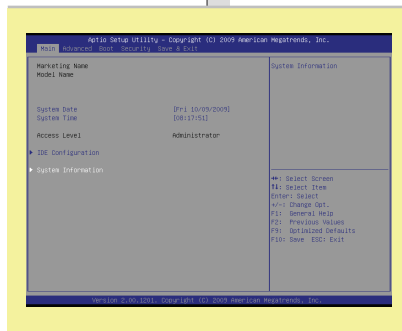 Aptio Setup Utility – Copyright (C) 2009 American Megatrends, Inc.
Main Advanced Boot Security Save & Exit
Marketing Name
Model Name
System Date [Fri 10/09/2009]
System Time [08:17:51]
Access Level Administrator
▶ IDE Configuration
▶ System Information
System Information
↔: Select Screen
↑↓: Select Item
Enter: Select
+/-: Change Opt.
F1: General Help
F2: Previous Values
F9: Optimized Defaults
F10: Save ESC: Exit
Version 2.00.1201. Copyright (C) 2009 American Megatrends, Inc.